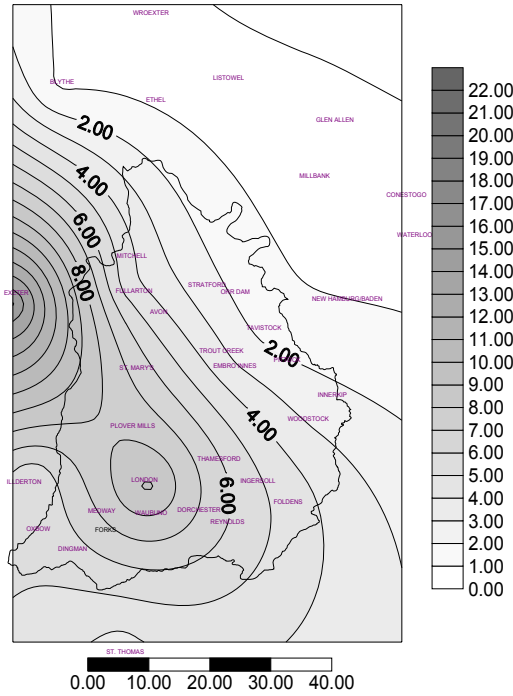 WROEXTER
LISTOWEL
BLYTHE
ETHEL
GLEN ALLEN
2.00
MILLBANK
4.00
CONESTOGO
6.00
WATERLOO
MITCHELL
8.00
STRATFORD
ORR DAM
EXETER
FULLARTON
NEW HAMBURG/BADEN
AVON
TAVISTOCK
TROUT CREEK
2.00
EMBRO INNES
ST. MARY'S
INNERKIP
WOODSTOCK
4.00
PLOVER MILLS
THAMESFORD
LONDON
INGERSOLL
ILLDERTON
6.00
FOLDENS
MEDWAY
WAUBUNO
DORCHESTER
REYNOLDS
OXBOW
FORKS
DINGMAN
ST. THOMAS
0.00 10.00 20.00 30.00 40.00
22.00
21.00
20.00
19.00
18.00
17.00
16.00
15.00
14.00
13.00
12.00
11.00
10.00
9.00
8.00
7.00
6.00
5.00
4.00
3.00
2.00
1.00
0.00